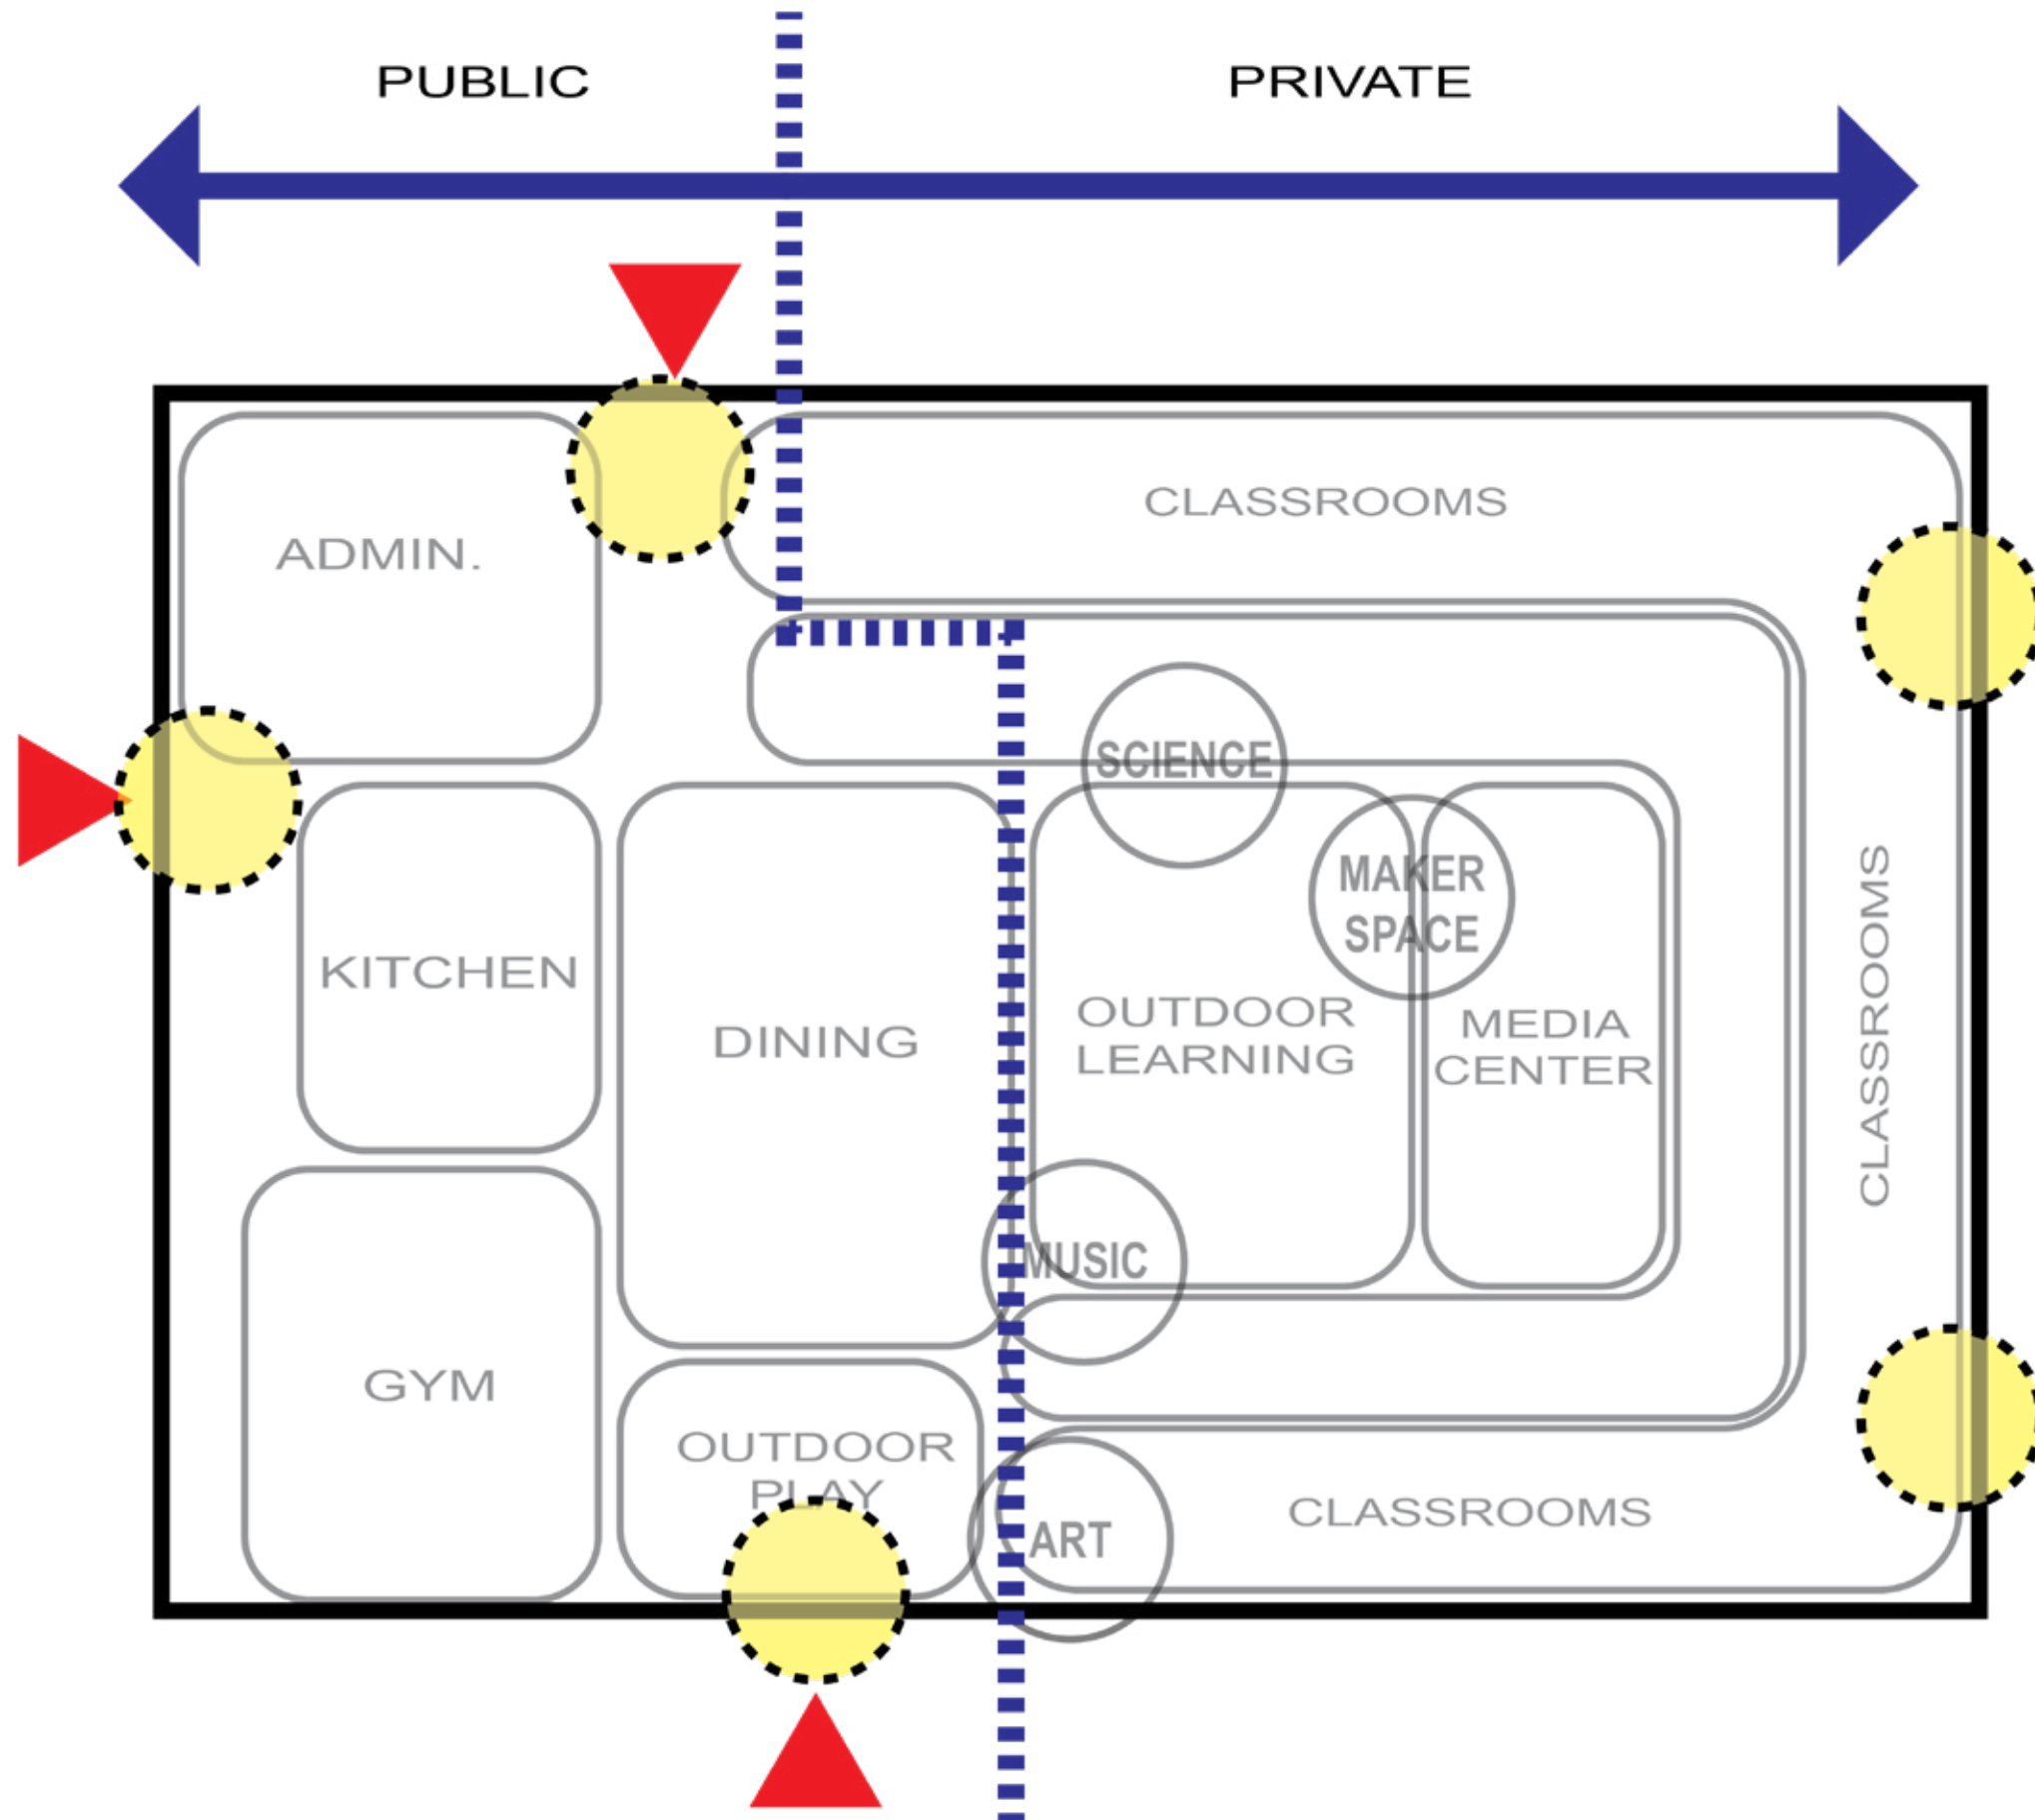 PUBLIC
PRIVATE
CLASSROOMS
ADMIN.
SCIENCE
MAKER
SPACE
KITCHEN
DINING
OUTDOOR
LEARNING
MEDIA
CENTER
CLASSROOMS
MUSIC
GYM
OUTDOOR
PLAY
ART
CLASSROOMS